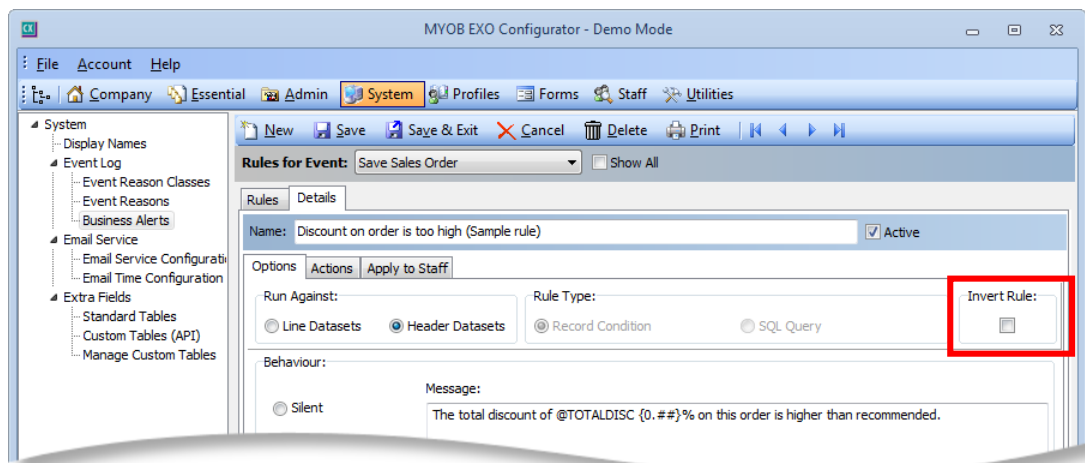 CX MYOB EXO Configurator - Demo Mode
File Account Help
Company Essential Admin System Profiles Forms Staff Utilities
System
Display Names
Event Log
Event Reason Classes
Event Reasons
Business Alerts
Email Service
Email Service Configurati
Email Time Configuration
Extra Fields
Standard Tables
Custom Tables (API)
Manage Custom Tables
New Save Save & Exit Cancel Delete Print
Rules for Event: Save Sales Order Show All
Rules Details
Name: Discount on order is too high (Sample rule) Active
Options Actions Apply to Staff
Run Against: Rule Type: Invert Rule:
Line Datasets Header Datasets Record Condition SQL Query
Behaviour:
Message:
Silent
The total discount of @TOTALDISC {0.##}% on this order is higher than recommended.